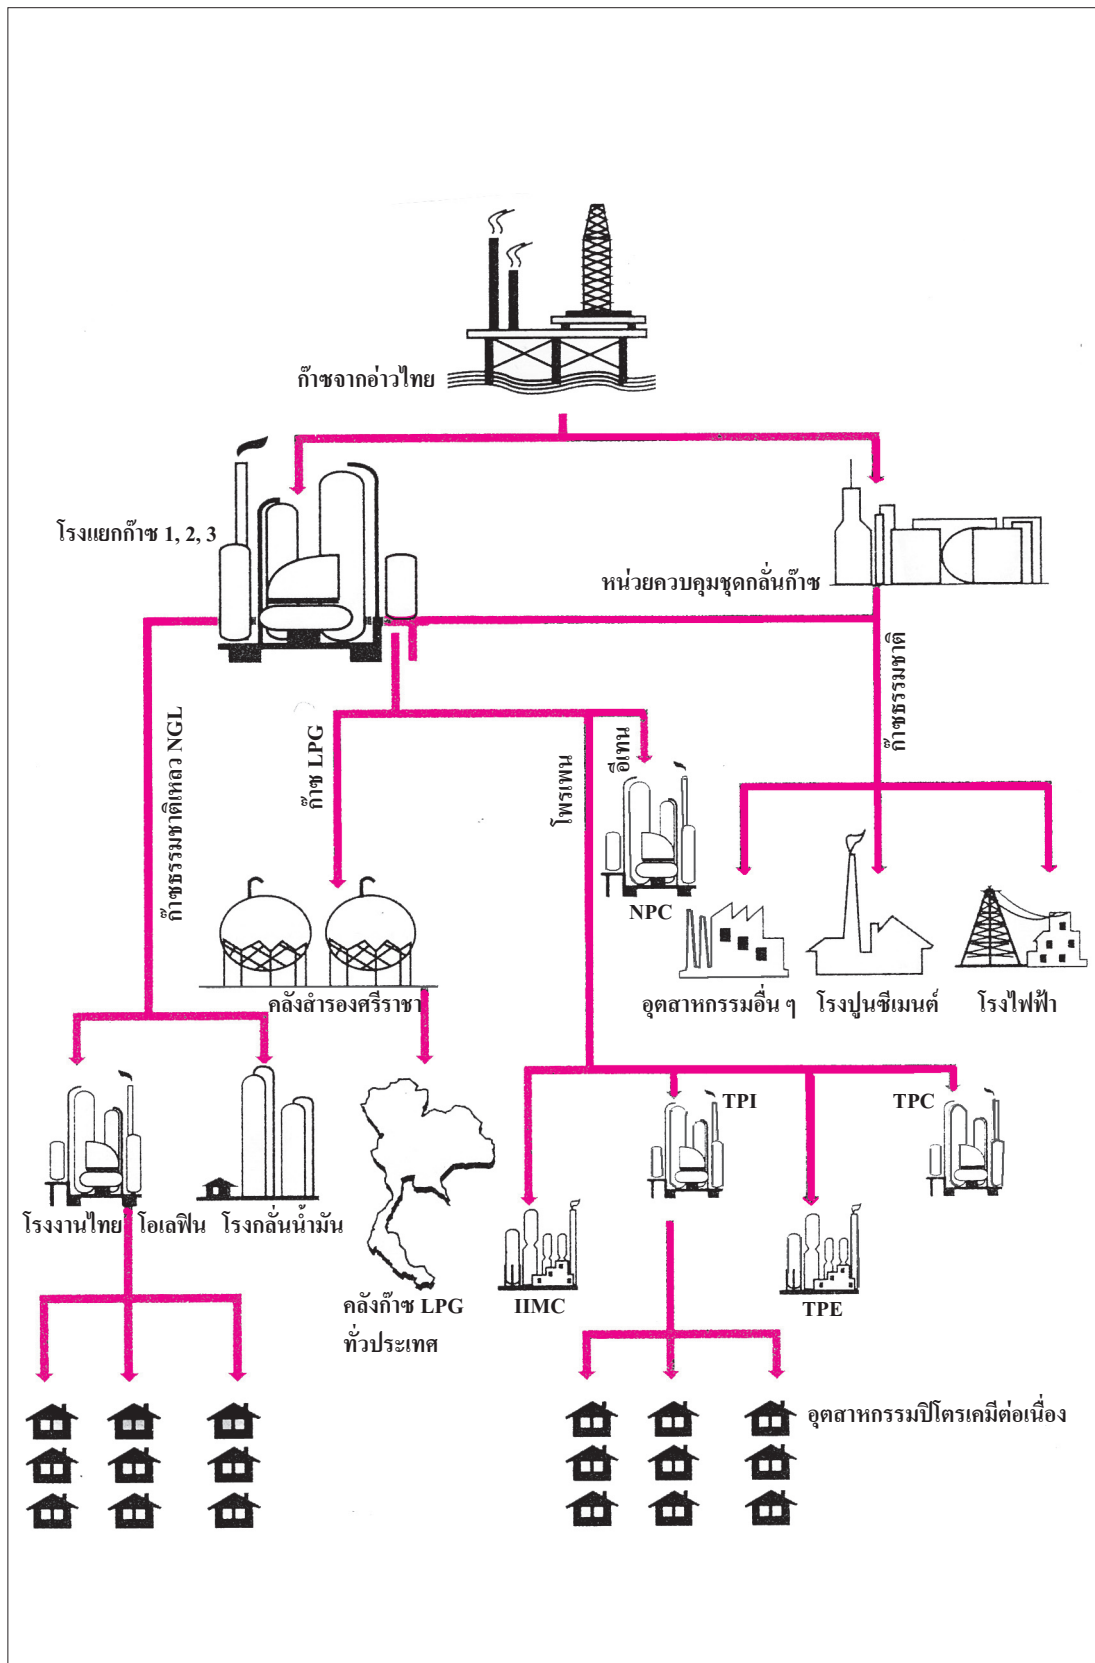 ก๊าซจากอ่าวไทย
โรงแยกก๊าซ 1, 2, 3
หน่วยควบคุมชุดกลั่นก๊าซ
ก๊าซธรรมชาติเหลว NGL
ก๊าซ LPG
โพรเพน
อีเทน
ก๊าซธรรมชาติ
NPC
คลังสำรองศรีราชา
อุตสาหกรรมอื่น ๆ
โรงปูนซีเมนต์
โรงไฟฟ้า
TPI
TPC
โรงงานไทย โอเลฟิน
โรงกลั่นน้ำมัน
คลังก๊าซ LPG
ทั่วประเทศ
IIMC
TPE
อุตสาหกรรมปิโตรเคมีต่อเนื่อง